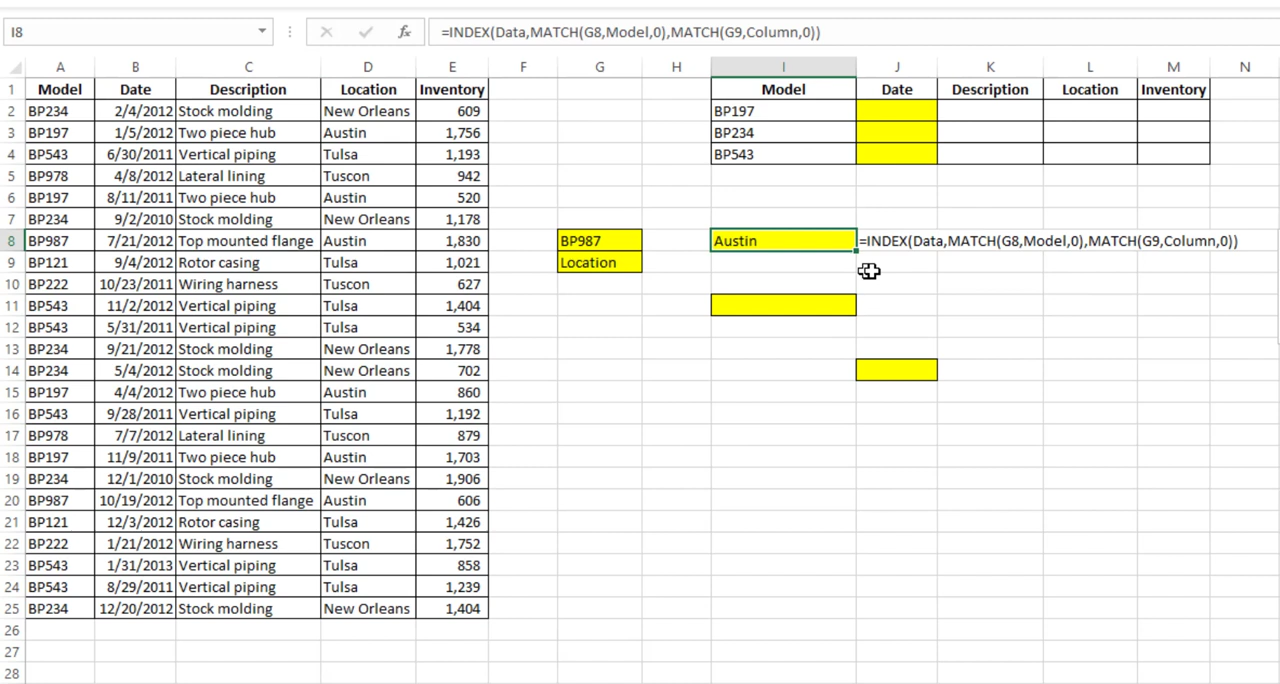 I8 fx =INDEX(Data,MATCH(G8,Model,0),MATCH(G9,Column,0))
A B C D E F G H I J K L M N
1 Model Date Description Location Inventory Model Date Description Location Inventory
2 BP234 2/4/2012 Stock molding New Orleans 609 BP197
3 BP197 1/5/2012 Two piece hub Austin 1,756 BP234
4 BP543 6/30/2011 Vertical piping Tulsa 1,193 BP543
5 BP978 4/8/2012 Lateral lining Tuscon 942
6 BP197 8/11/2011 Two piece hub Austin 520
7 BP234 9/2/2010 Stock molding New Orleans 1,178
8 BP987 7/21/2012 Top mounted flange Austin 1,830 BP987 Austin =INDEX(Data,MATCH(G8,Model,0),MATCH(G9,Column,0))
9 BP121 9/4/2012 Rotor casing Tulsa 1,021 Location
10 BP222 10/23/2011 Wiring harness Tuscon 627
11 BP543 11/2/2012 Vertical piping Tulsa 1,404
12 BP543 5/31/2011 Vertical piping Tulsa 534
13 BP234 9/21/2012 Stock molding New Orleans 1,778
14 BP234 5/4/2012 Stock molding New Orleans 702
15 BP197 4/4/2012 Two piece hub Austin 860
16 BP543 9/28/2011 Vertical piping Tulsa 1,192
17 BP978 7/7/2012 Lateral lining Tuscon 879
18 BP197 11/9/2011 Two piece hub Austin 1,703
19 BP234 12/1/2010 Stock molding New Orleans 1,906
20 BP987 10/19/2012 Top mounted flange Austin 606
21 BP121 12/3/2012 Rotor casing Tulsa 1,426
22 BP222 1/21/2012 Wiring harness Tuscon 1,752
23 BP543 1/31/2013 Vertical piping Tulsa 858
24 BP543 8/29/2011 Vertical piping Tulsa 1,239
25 BP234 12/20/2012 Stock molding New Orleans 1,404
26
27
28